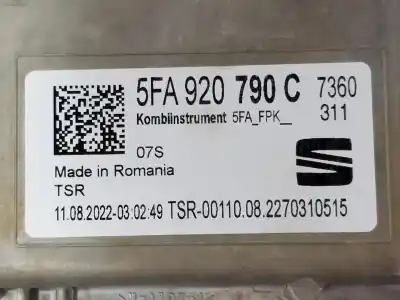 5FA 920 790 C 7360
Kombiinstrument 5FA_FPK__ 311
07S
Made in Romania
TSR
11.08.2022-03:02:49 TSR-00110.08.2270310515